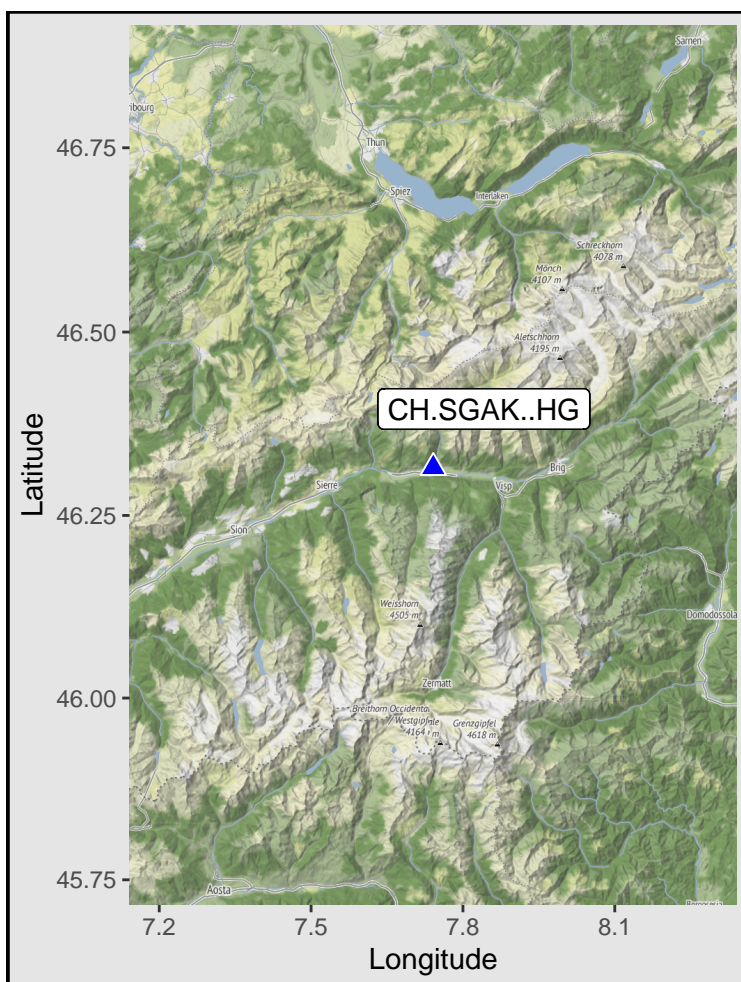 Sarnen
ribourg
46.75
Thun
Spiez
Interlaken
Schreckhorn
4078 m
Mönch
4107 m
46.50
Aletschhorn
4195 m
CH.SGAK..HG
Latitude
Sierre
Visp
Brig
46.25
Sion
Weisshorn
4505 m
Domodossola
Zermatt
46.00
Breithorn Occidental
/ Westgipfel
4164 m
Grenzgipfel
4618 m
45.75
Aosta
7.2
7.5
7.8
8.1
Longitude